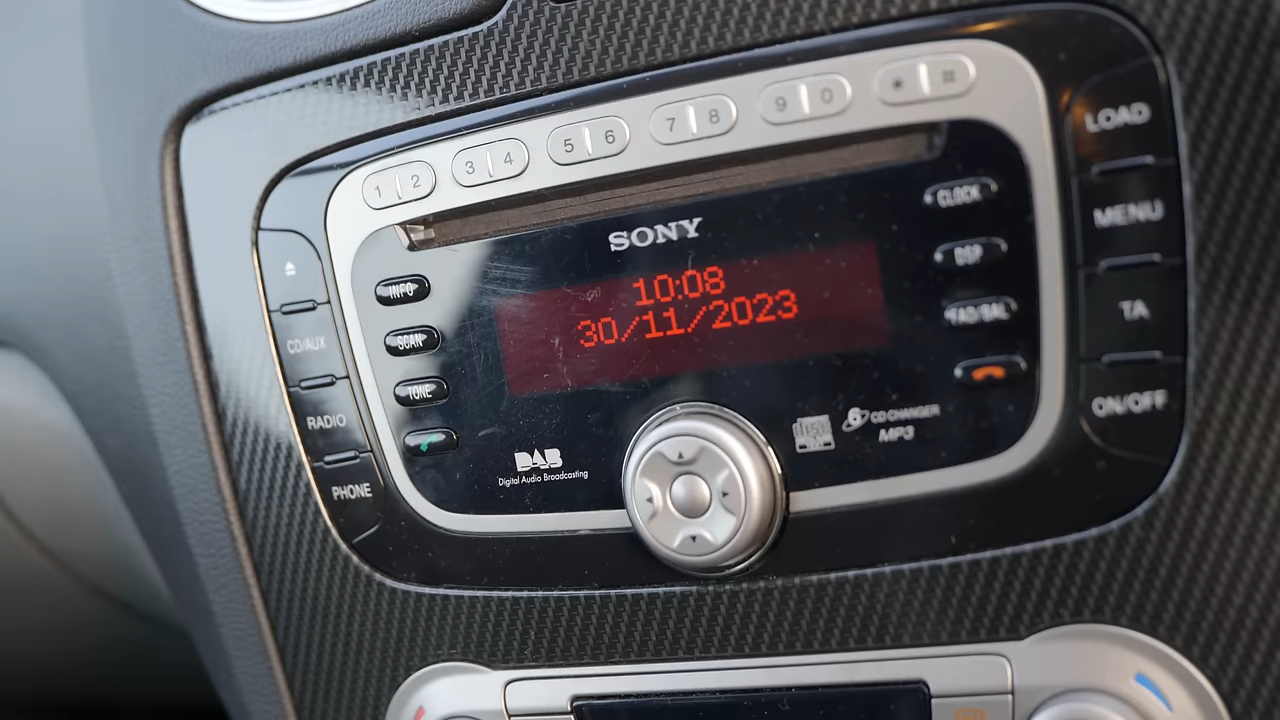 1 2
3 4
5 6
7 8
9 0
* #
LOAD
MENU
TA
ON/OFF
CD/AUX
RADIO
PHONE
INFO
SCAN
TONE
SONY
10:08
30/11/2023
CLOCK
DSP
FAD/BAL
DAB
Digital Audio Broadcasting
6 CD CHANGER
MP3